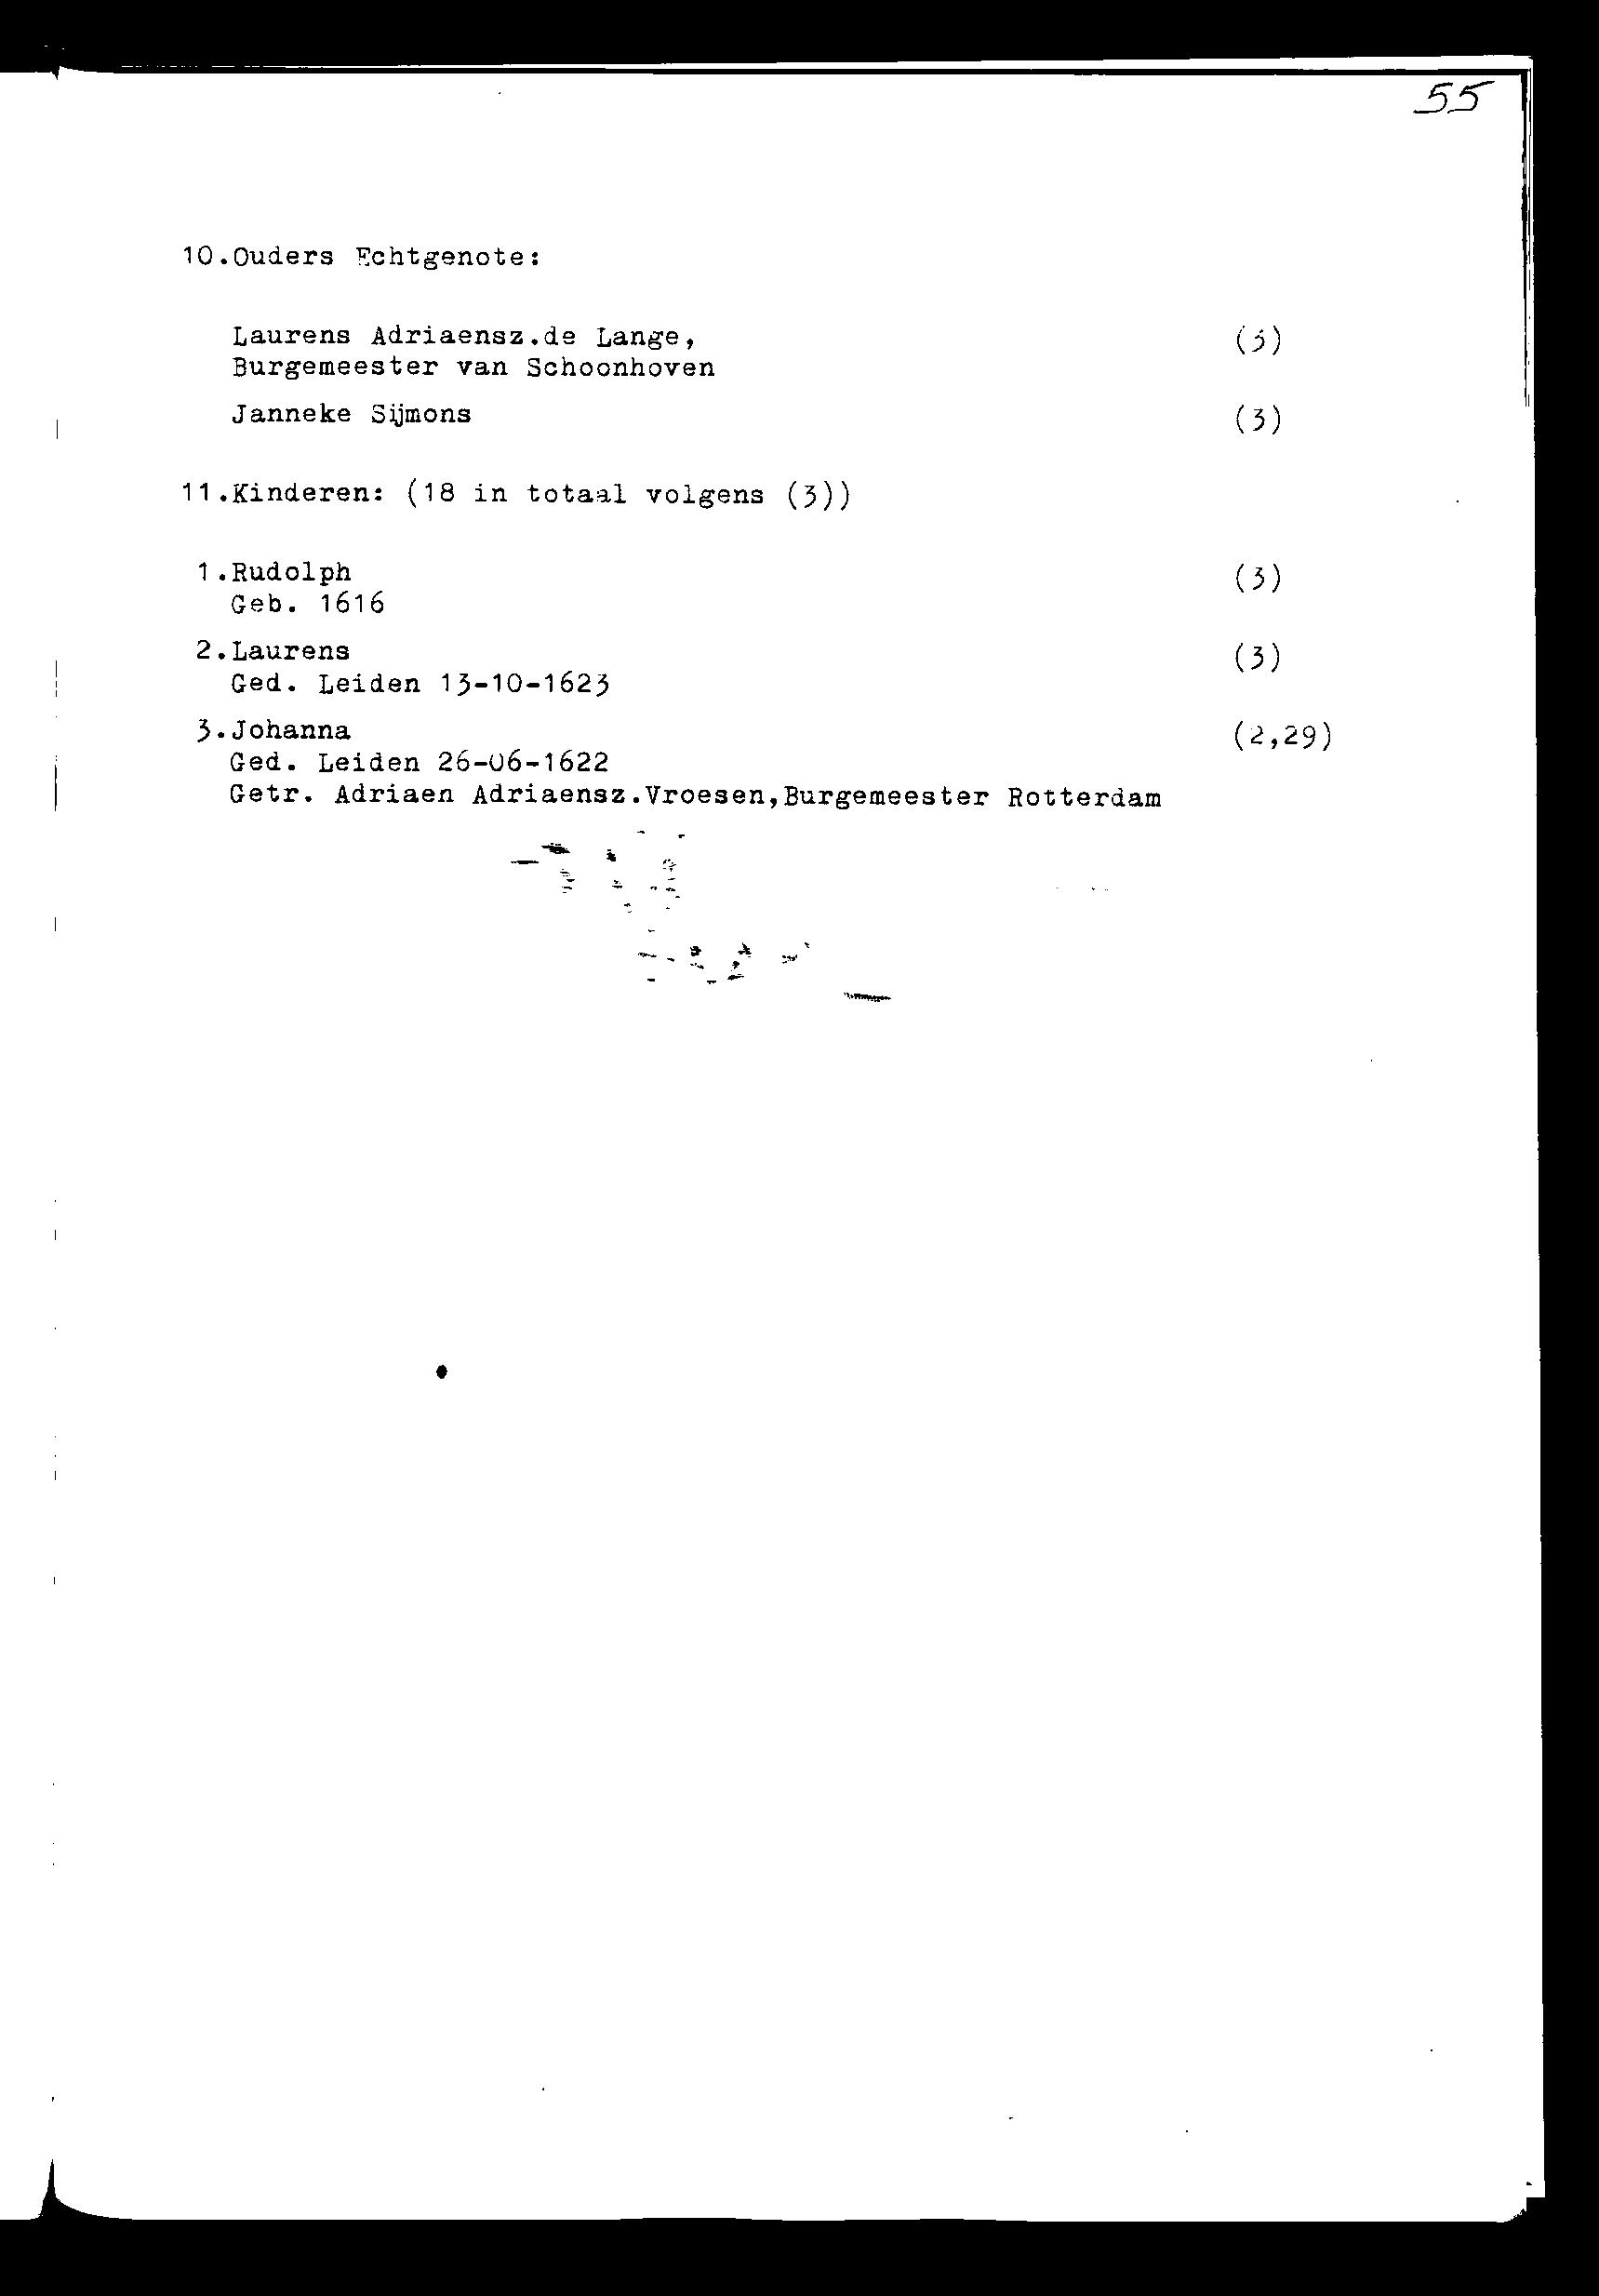 55
10.Ouders Echtgenote:
Laurens Adriaensz.de Lange, (3)
Burgemeester van Schoonhoven
Janneke Sijmons (3)
11.Kinderen: (18 in totaal volgens (3))
1.Rudolph (3)
Geb. 1616
2.Laurens (3)
Ged. Leiden 13-10-1623
3.Johanna (2,29)
Ged. Leiden 26-06-1622
Getr. Adriaen Adriaensz.Vroesen,Burgemeester Rotterdam